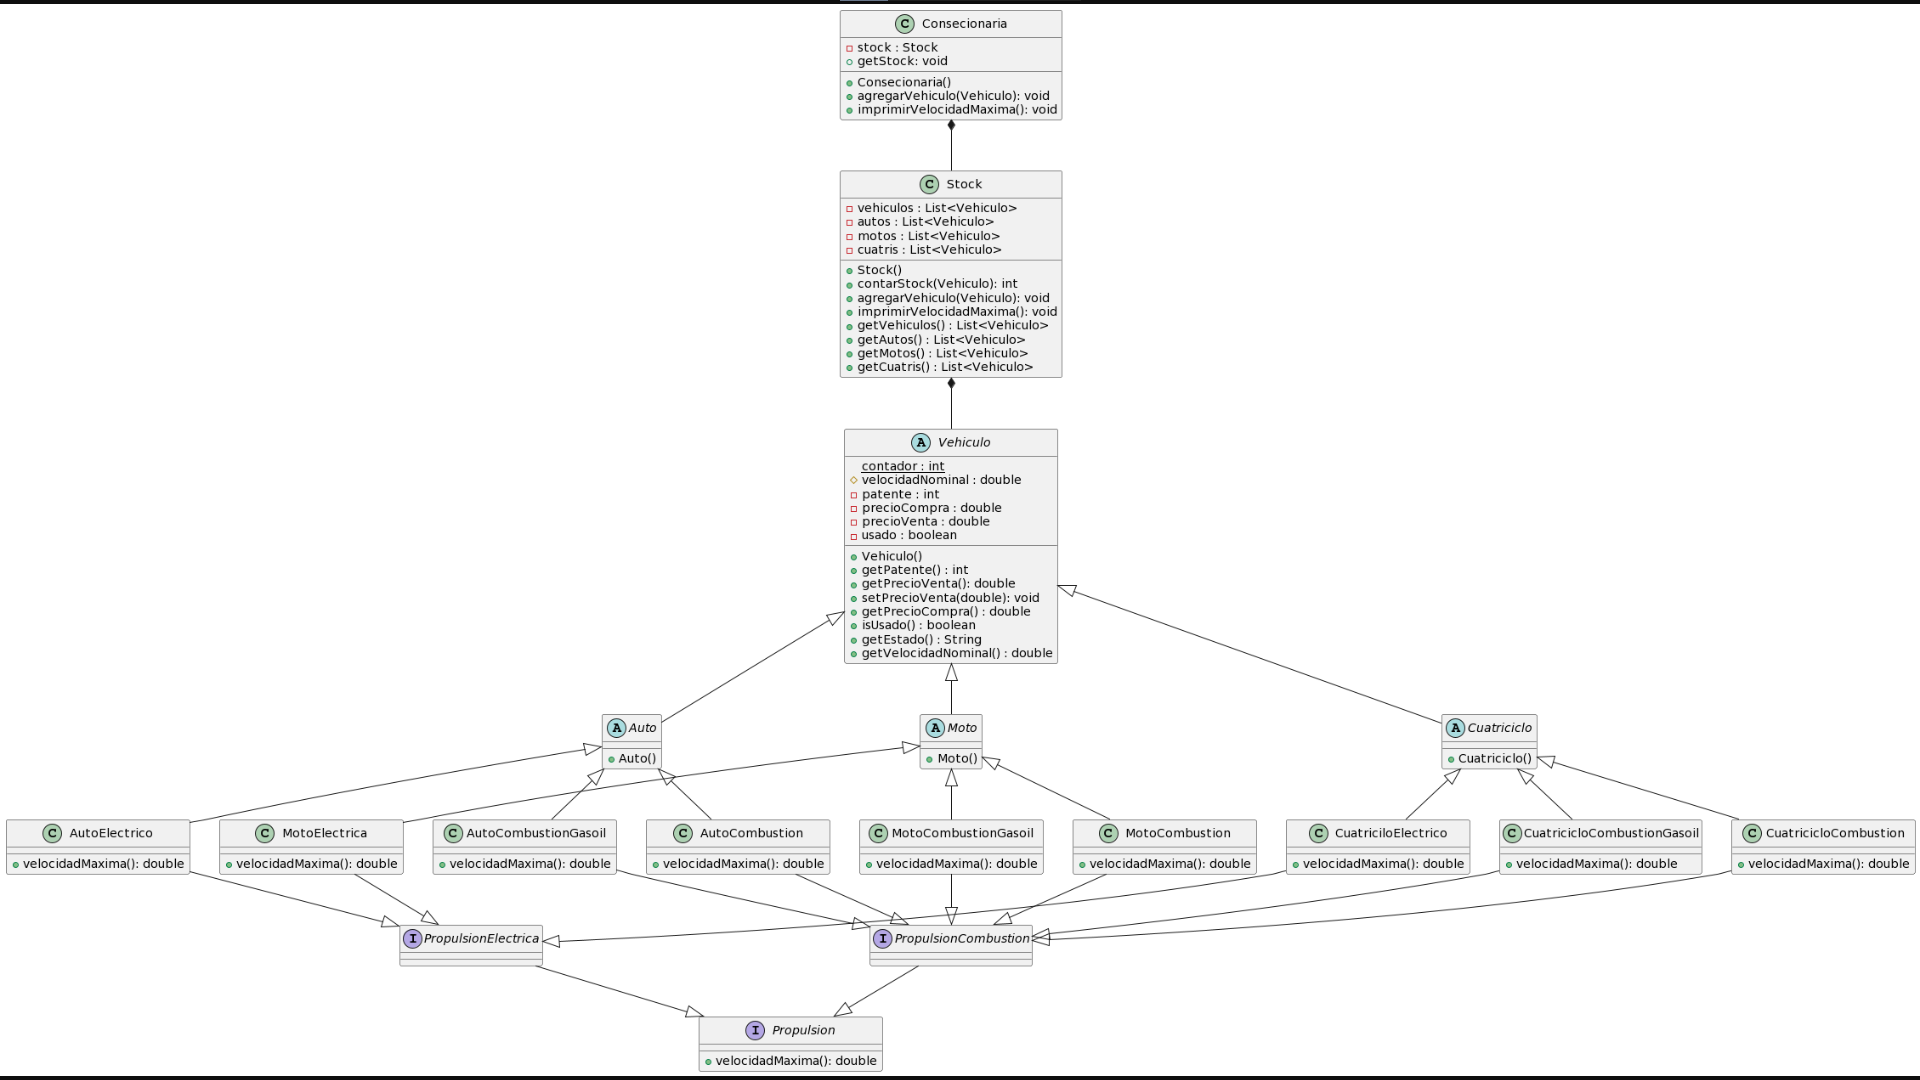 C Consecionaria
stock : Stock
getStock: void
Consecionaria()
agregarVehiculo(Vehiculo): void
imprimirVelocidadMaxima(): void
C Stock
vehiculos : List<Vehiculo>
autos : List<Vehiculo>
motos : List<Vehiculo>
cuatris : List<Vehiculo>
Stock()
contarStock(Vehiculo): int
agregarVehiculo(Vehiculo): void
imprimirVelocidadMaxima(): void
getVehiculos() : List<Vehiculo>
getAutos() : List<Vehiculo>
getMotos() : List<Vehiculo>
getCuatris() : List<Vehiculo>
A Vehiculo
contador : int
velocidadNominal : double
patente : int
precioCompra : double
precioVenta : double
usado : boolean
Vehiculo()
getPatente() : int
getPrecioVenta(): double
setPrecioVenta(double): void
getPrecioCompra() : double
isUsado() : boolean
getEstado() : String
getVelocidadNominal() : double
A Auto
Auto()
A Moto
Moto()
A Cuatriciclo
Cuatriciclo()
C AutoElectrico
velocidadMaxima(): double
C MotoElectrica
velocidadMaxima(): double
C AutoCombustionGasoil
velocidadMaxima(): double
C AutoCombustion
velocidadMaxima(): double
C MotoCombustionGasoil
velocidadMaxima(): double
C MotoCombustion
velocidadMaxima(): double
C CuatriciloElectrico
velocidadMaxima(): double
C CuatricicloCombustionGasoil
velocidadMaxima(): double
C CuatricicloCombustion
velocidadMaxima(): double
I PropulsionElectrica
I PropulsionCombustion
I Propulsion
velocidadMaxima(): double